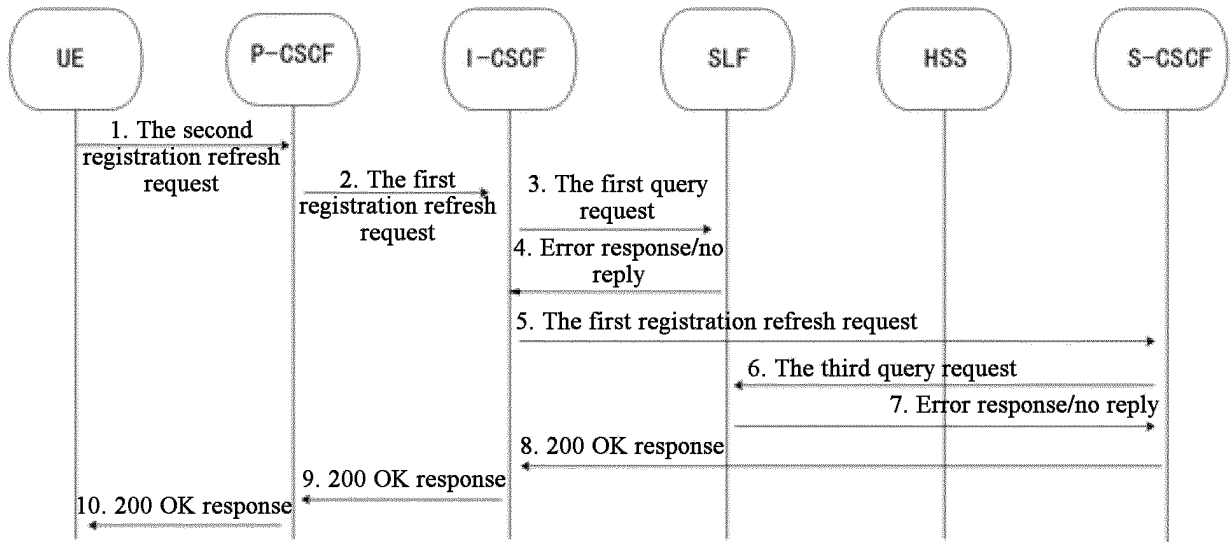 UE
P-CSCF
I-CSCF
SLF
HSS
S-CSCF
1. The second
registration refresh
request
2. The first
registration refresh
request
3. The first query
request
4. Error response/no
reply
5. The first registration refresh request
6. The third query request
7. Error response/no reply
8. 200 OK response
9. 200 OK response
10. 200 OK response